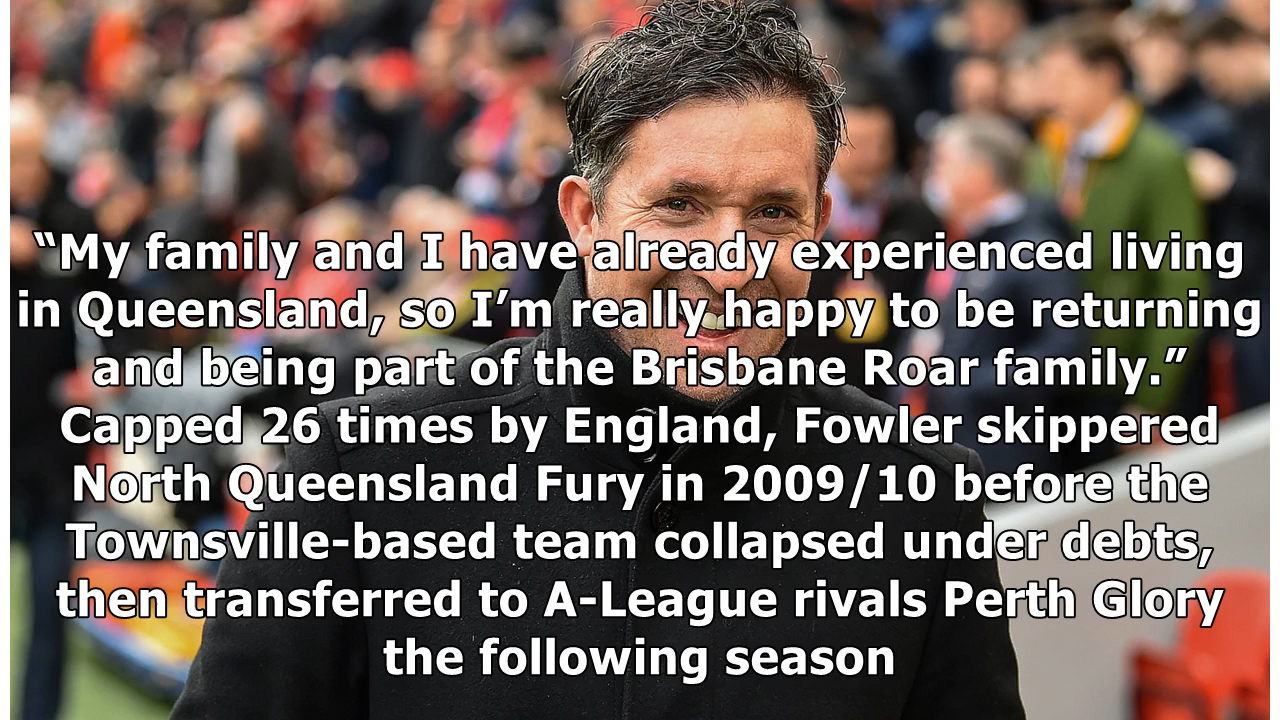 “My family and I have already experienced living
in Queensland, so I’m really happy to be returning
and being part of the Brisbane Roar family.”
Capped 26 times by England, Fowler skippered
North Queensland Fury in 2009/10 before the
Townsville-based team collapsed under debts,
then transferred to A-League rivals Perth Glory
the following season